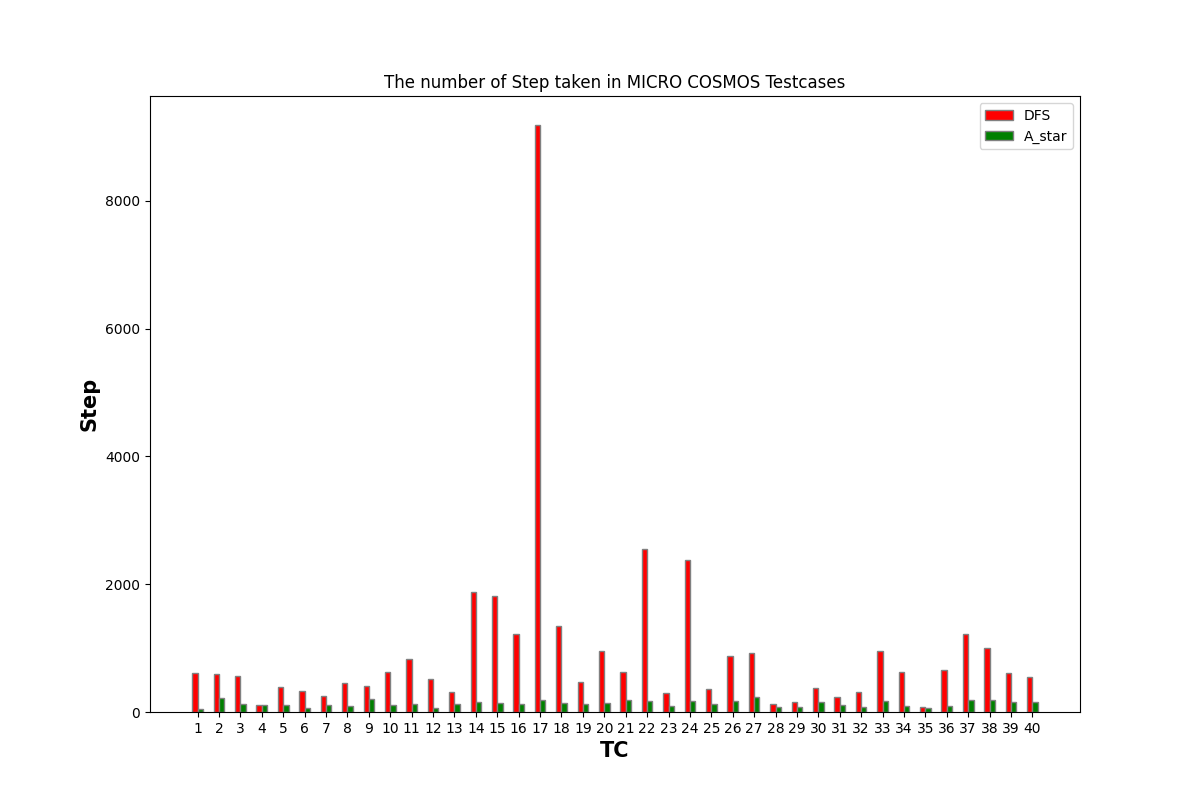 The number of Step taken in MICRO COSMOS Testcases
DFS
A_star
8000
6000
4000
2000
0
Step
1 2 3 4 5 6 7 8 9 10 11 12 13 14 15 16 17 18 19 20 21 22 23 24 25 26 27 28 29 30 31 32 33 34 35 36 37 38 39 40
TC